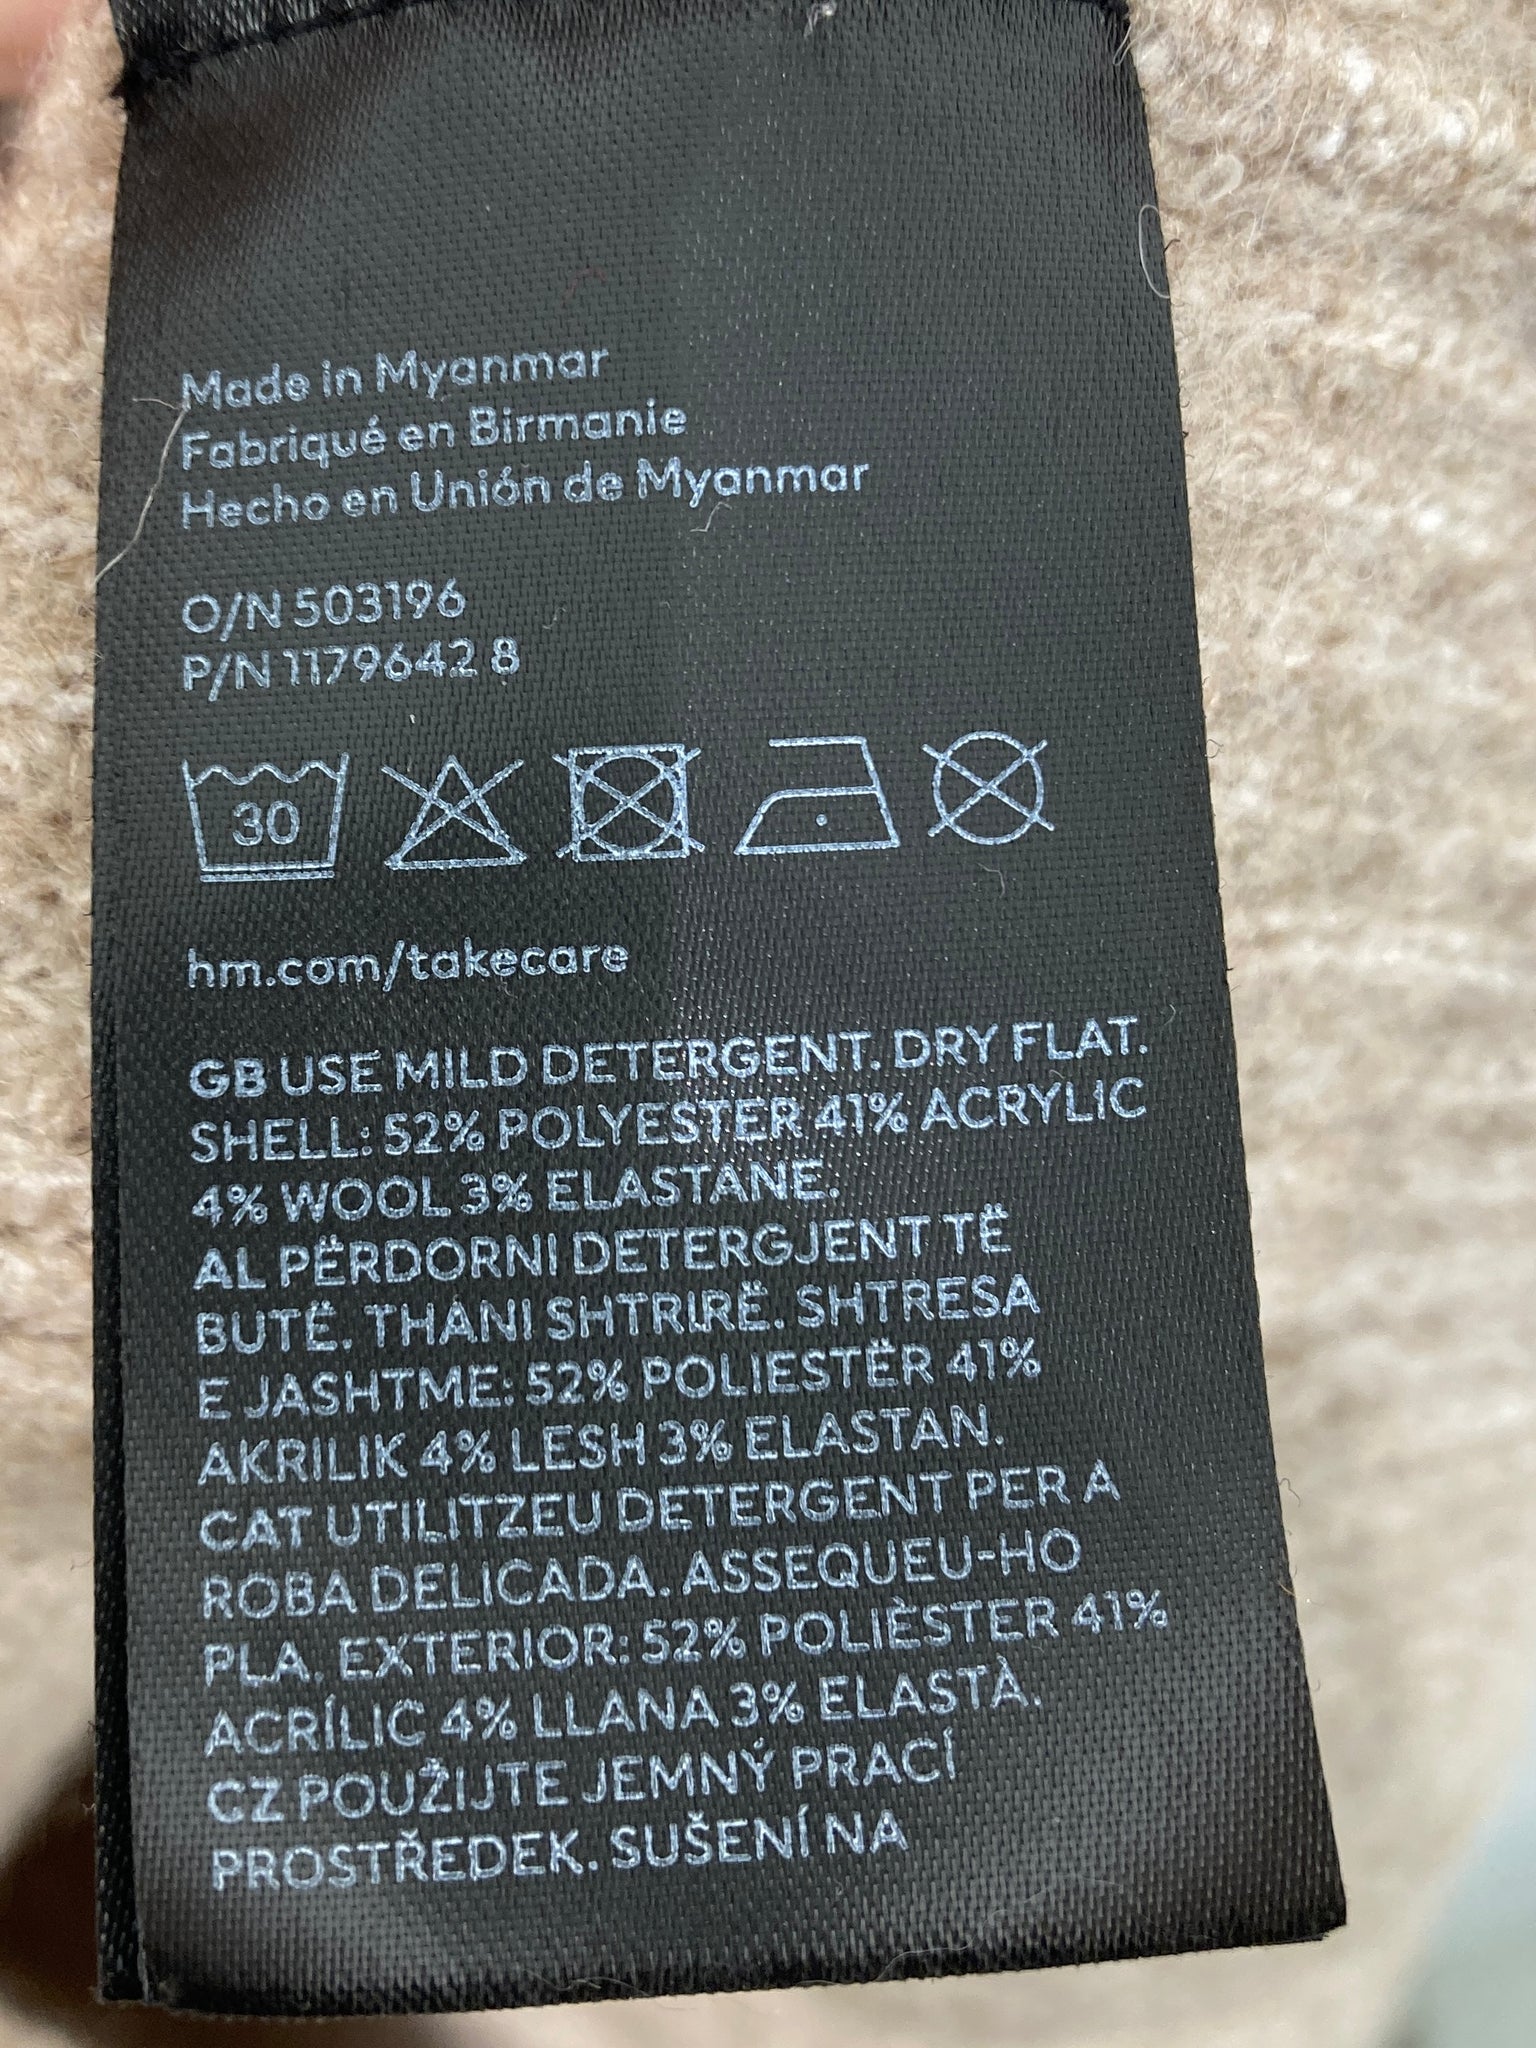 Made in Myanmar
Fabriqué en Birmanie
Hecho en Unión de Myanmar
O/N 503196
P/N 1179642 8
30
hm.com/takecare
GB USE MILD DETERGENT. DRY FLAT.
SHELL: 52% POLYESTER 41% ACRYLIC
4% WOOL 3% ELASTANE.
AL PËRDORNI DETERGJENT TË
BUTË. THANI SHTRIRË. SHTRESA
E JASHTME: 52% POLIESTËR 41%
AKRILIK 4% LESH 3% ELASTAN.
CAT UTILITZEU DETERGENT PER A
ROBA DELICADA. ASSEQUEU-HO
PLA. EXTERIOR: 52% POLIÈSTER 41%
ACRÍLIC 4% LLANA 3% ELASTÀ.
CZ POUŽIJTE JEMNÝ PRACÍ
PROSTŘEDEK. SUŠENÍ NA